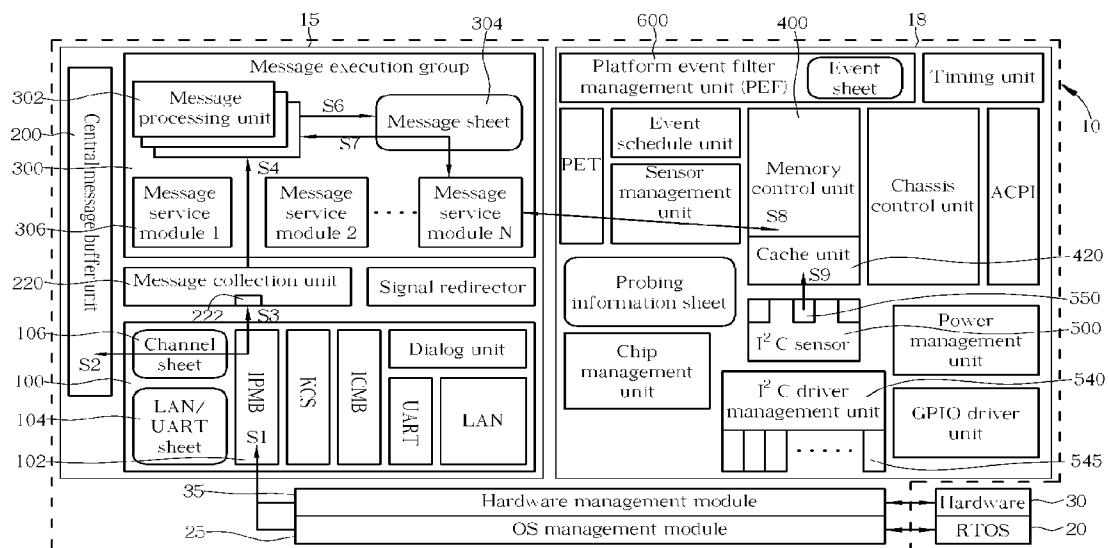 15
600
304
400
18
Message execution group
Platform event filter
management unit (PEF)
Event
sheet
Timing unit
302
Message
processing unit
S6
Message sheet
S7
10
200
Central message buffer unit
300
S4
PET
Event
schedule unit
Sensor
management
unit
Memory
control unit
Chassis
control unit
ACPI
306
Message
service
module 1
Message
service
module 2
Message
service
module N
S8
Cache unit
420
S9
220
Message collection unit
Signal redirector
222
S3
Probing
information sheet
550
500
I²C sensor
Power
management
unit
106
Channel
sheet
S2
100
IPMB
KCS
ICMB
Dialog unit
Chip
management
unit
540
I²C driver
management unit
104
LAN/
UART
sheet
S1
UART
LAN
GPIO driver
unit
102
545
35
Hardware management module
Hardware
30
25
OS management module
RTOS
20